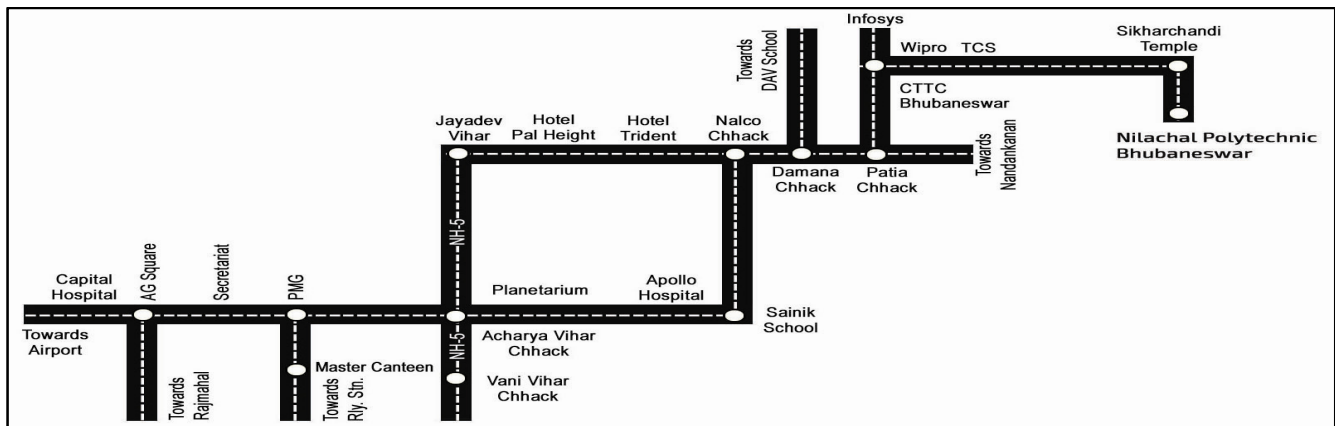 Infosys
Wipro TCS
Sikharchandi
Temple
Towards
DAV School
CTTC
Bhubaneswar
Jayadev
Vihar
Hotel
Pal Height
Hotel
Trident
Nalco
Chhack
Nilachal Polytechnic
Bhubaneswar
Damana
Chhack
Patia
Chhack
Towards
Nandankanan
NH-5
Capital
Hospital
AG Square
Secretariat
PMG
Planetarium
Apollo
Hospital
Sainik
School
Towards
Airport
Acharya Vihar
Chhack
NH-5
Master Canteen
Vani Vihar
Chhack
Towards
Rajmahal
Towards
Rly. Stn.